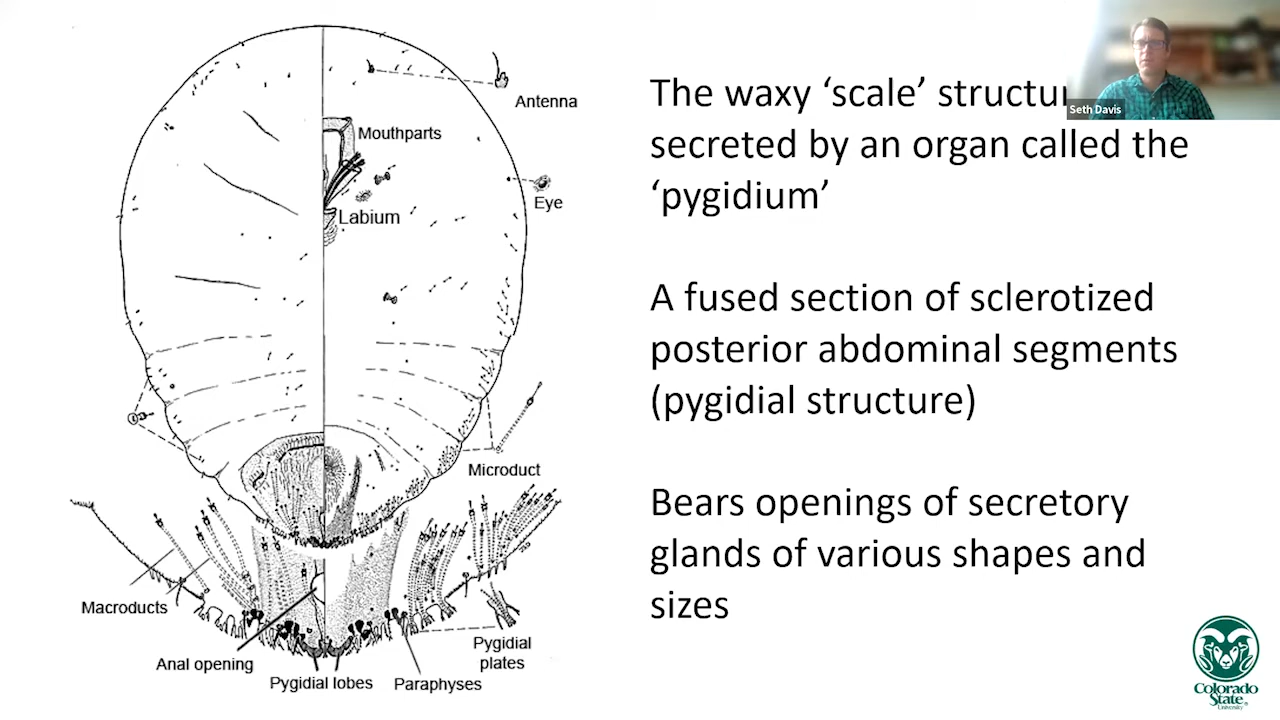 The waxy ‘scale’ structur
secreted by an organ called the
‘pygidium’
A fused section of sclerotized
posterior abdominal segments
(pygidial structure)
Bears openings of secretory
glands of various shapes and
sizes
Seth Davis
Antenna
Mouthparts
Eye
Labium
Microduct
Macroducts
Anal opening
Pygidial lobes
Paraphyses
Pygidial
plates
Colorado
State
University